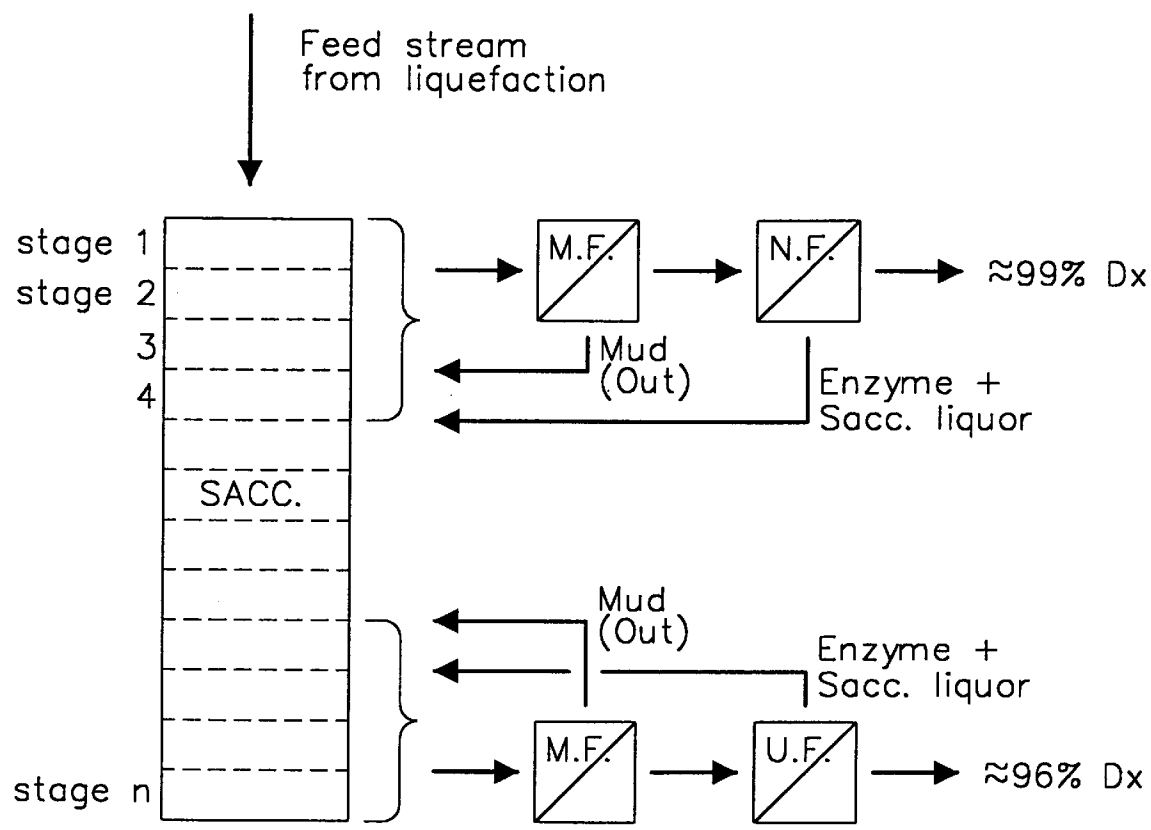 Feed stream
from liquefaction
stage 1
stage 2
3
4
SACC.
M.F.
N.F.
≈99% Dx
Mud
(Out)
Enzyme +
Sacc. liquor
Mud
(Out)
Enzyme +
Sacc. liquor
stage n
M.F.
U.F.
≈96% Dx